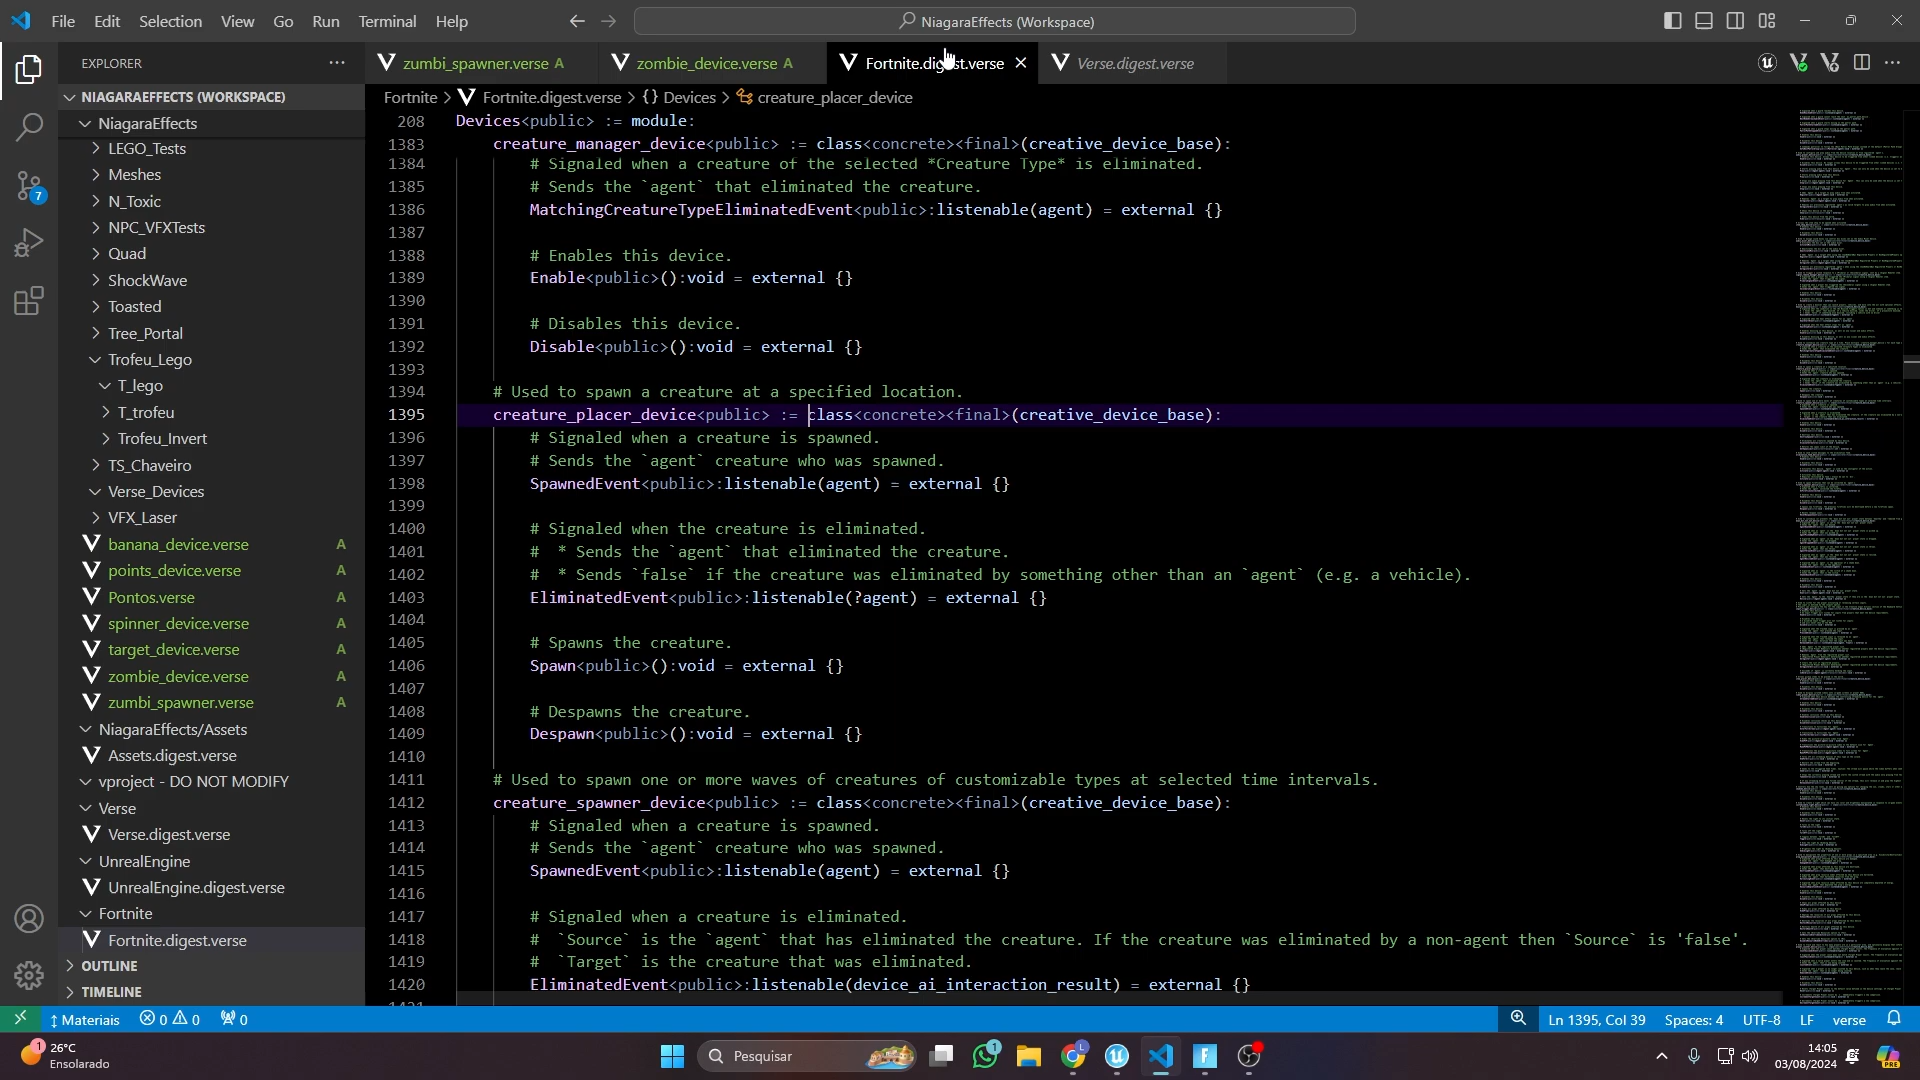 File Edit Selection View Go Run Terminal Help
NiagaraEffects (Workspace)
EXPLORER
NIAGARAEFFECTS (WORKSPACE)
NiagaraEffects
LEGO_Tests
Meshes
N_Toxic
NPC_VFXTests
Quad
ShockWave
Toasted
Tree_Portal
Trofeu_Lego
T_lego
T_trofeu
Trofeu_Invert
TS_Chaveiro
Verse_Devices
VFX_Laser
banana_device.verse A
points_device.verse A
Pontos.verse A
spinner_device.verse A
target_device.verse A
zombie_device.verse A
zumbi_spawner.verse A
NiagaraEffects/Assets
Assets.digest.verse
vproject - DO NOT MODIFY
Verse
Verse.digest.verse
UnrealEngine
UnrealEngine.digest.verse
Fortnite
Fortnite.digest.verse
OUTLINE
TIMELINE
7
zumbi_spawner.verse A
zombie_device.verse A
Fortnite.digest.verse
Verse.digest.verse
Fortnite > Fortnite.digest.verse > {} Devices > creature_placer_device
208 Devices<public> := module:
1383 creature_manager_device<public> := class<concrete><final>(creative_device_base):
1384 # Signaled when a creature of the selected *Creature Type* is eliminated.
1385 # Sends the `agent` that eliminated the creature.
1386 MatchingCreatureTypeEliminatedEvent<public>:listenable(agent) = external {}
1387
1388 # Enables this device.
1389 Enable<public>():void = external {}
1390
1391 # Disables this device.
1392 Disable<public>():void = external {}
1393
1394 # Used to spawn a creature at a specified location.
1395 creature_placer_device<public> := class<concrete><final>(creative_device_base):
1396 # Signaled when a creature is spawned.
1397 # Sends the `agent` creature who was spawned.
1398 SpawnedEvent<public>:listenable(agent) = external {}
1399
1400 # Signaled when the creature is eliminated.
1401 # * Sends the `agent` that eliminated the creature.
1402 # * Sends `false` if the creature was eliminated by something other than an `agent` (e.g. a vehicle).
1403 EliminatedEvent<public>:listenable(?agent) = external {}
1404
1405 # Spawns the creature.
1406 Spawn<public>():void = external {}
1407
1408 # Despawns the creature.
1409 Despawn<public>():void = external {}
1410
1411 # Used to spawn one or more waves of creatures of customizable types at selected time intervals.
1412 creature_spawner_device<public> := class<concrete><final>(creative_device_base):
1413 # Signaled when a creature is spawned.
1414 # Sends the `agent` creature who was spawned.
1415 SpawnedEvent<public>:listenable(agent) = external {}
1416
1417 # Signaled when a creature is eliminated.
1418 # `Source` is the `agent` that has eliminated the creature. If the creature was eliminated by a non-agent then `Source` is 'false'.
1419 # `Target` is the creature that was eliminated.
1420 EliminatedEvent<public>:listenable(device_ai_interaction_result) = external {}
Materiais 0 0 0
Ln 1395, Col 39 Spaces: 4 UTF-8 LF verse
1
26°C
Ensolarado
Pesquisar
1
L
14:05
03/08/2024
PRE